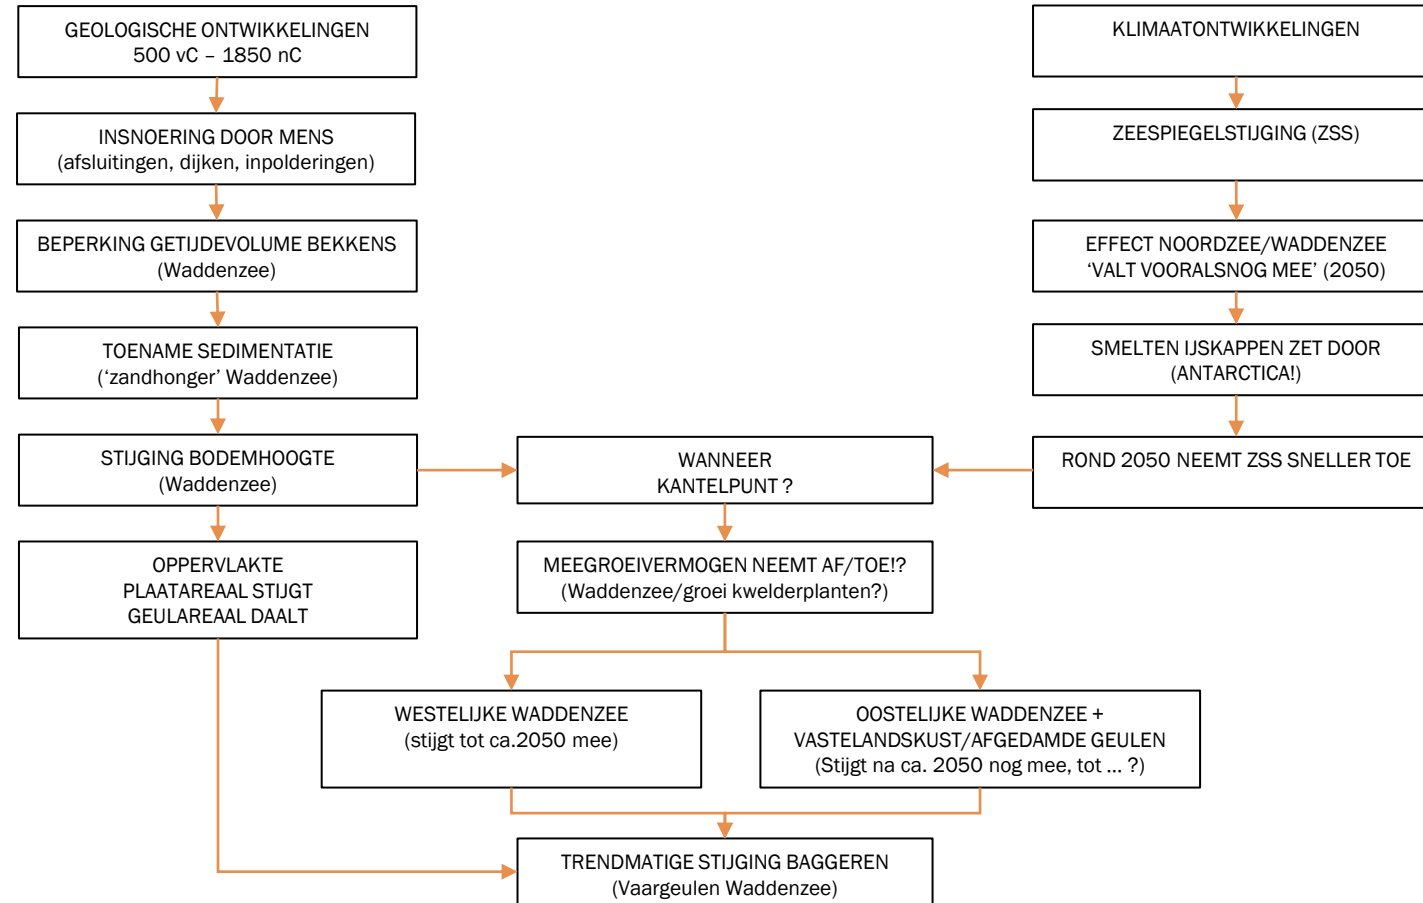 GEOLOGISCHE ONTWIKKELINGEN
500 vC – 1850 nC
INSNOERING DOOR MENS
(afsluitingen, dijken, inpolderingen)
BEPERKING GETIJDEVOLUME BEKKENS
(Waddenzee)
TOENAME SEDIMENTATIE
(‘zandhonger’ Waddenzee)
STIJGING BODEMHOOGTE
(Waddenzee)
OPPERVLAKTE
PLAATAREAAL STIJGT
GEULAREAAL DAALT
KLIMAATONTWIKKELINGEN
ZEESPIEGELSTIJGING (ZSS)
EFFECT NOORDZEE/WADDENZEE
‘VALT VOORALSNOG MEE’ (2050)
SMELTEN IJSKAPPEN ZET DOOR
(ANTARCTICA!)
ROND 2050 NEEMT ZSS SNELLER TOE
WANNEER
KANTELPUNT ?
MEEGROEIVERMOGEN NEEMT AF/TOE!?
(Waddenzee/groei kwelderplanten?)
WESTELIJKE WADDENZEE
(stijgt tot ca.2050 mee)
OOSTELIJKE WADDENZEE +
VASTELANDSKUST/AFGEDAMDE GEULEN
(Stijgt na ca. 2050 nog mee, tot ... ?)
TRENDMATIGE STIJGING BAGGEREN
(Vaargeulen Waddenzee)